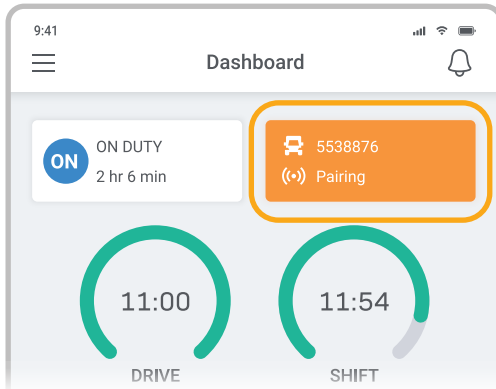 9:41
Dashboard
ON
ON DUTY
2 hr 6 min
5538876
Pairing
11:00
DRIVE
11:54
SHIFT